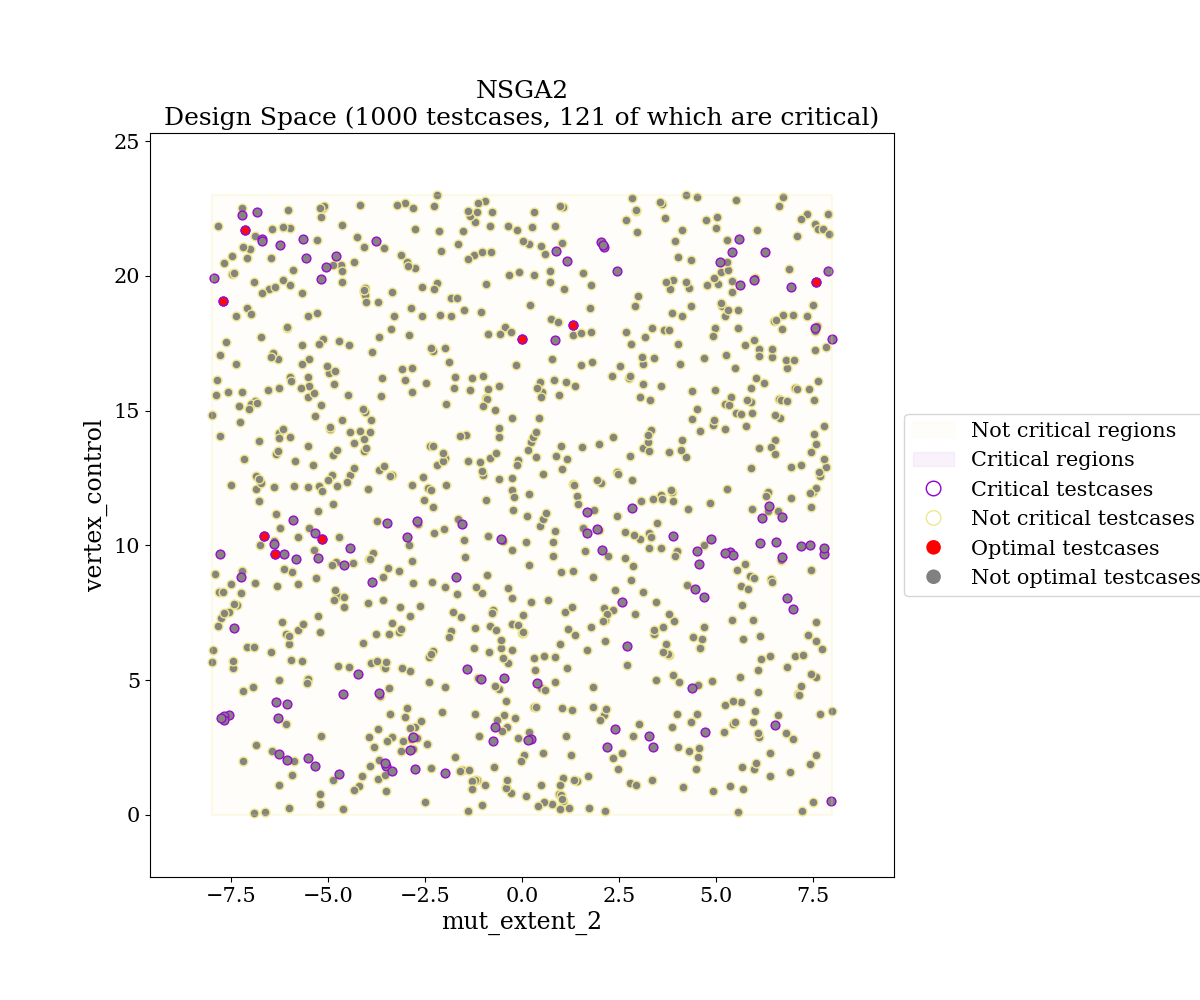 NSGA2
Design Space (1000 testcases, 121 of which are critical)
25
20
15
10
5
0
vertex_control
−7.5
−5.0
−2.5
0.0
2.5
5.0
7.5
mut_extent_2
Not critical regions
Critical regions
Critical testcases
Not critical testcases
Optimal testcases
Not optimal testcases